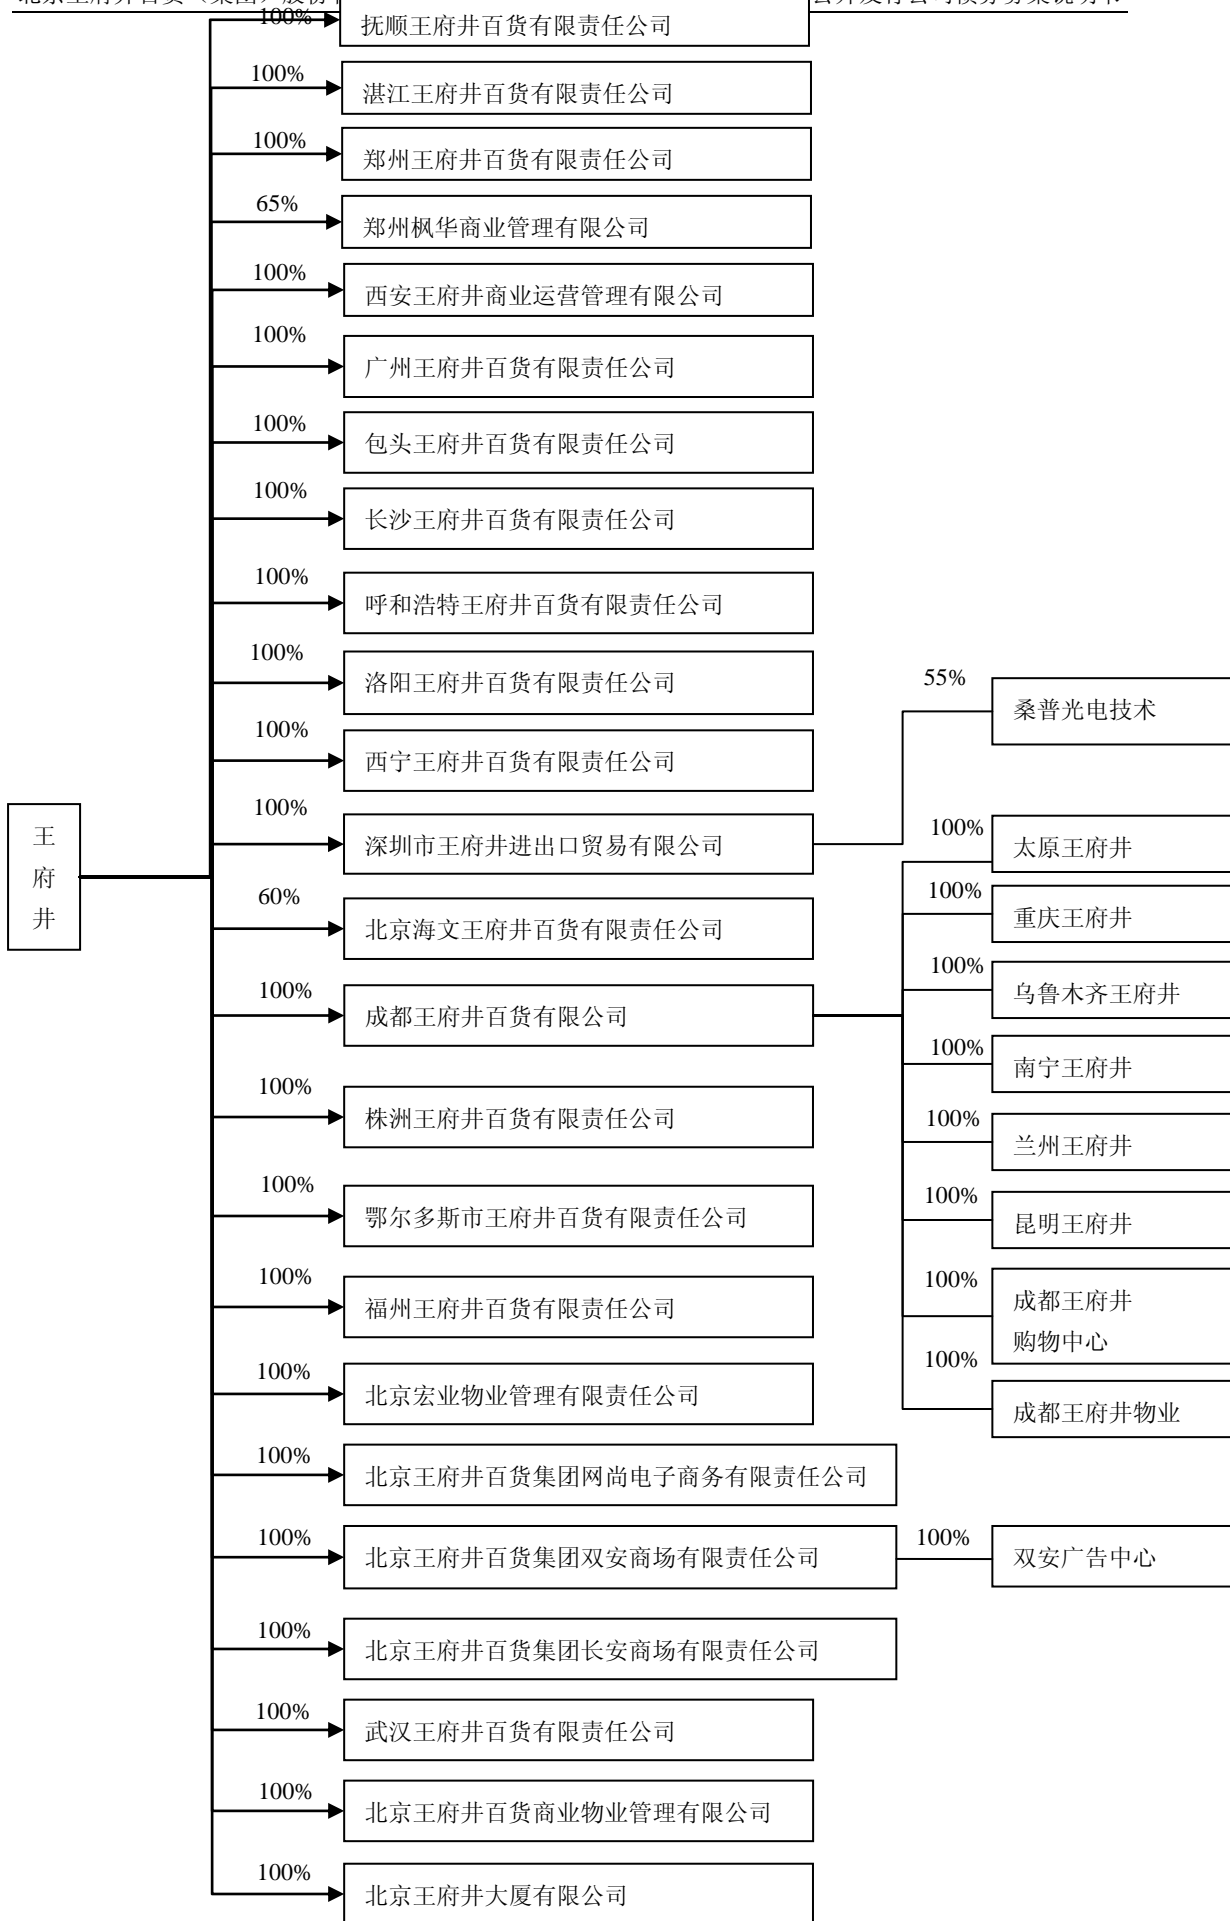 100%
抚顺王府井百货有限责任公司
100%
湛江王府井百货有限责任公司
100%
郑州王府井百货有限责任公司
65%
郑州枫华商业管理有限公司
100%
西安王府井商业运营管理有限公司
100%
广州王府井百货有限责任公司
100%
包头王府井百货有限责任公司
100%
长沙王府井百货有限责任公司
100%
呼和浩特王府井百货有限责任公司
100%
洛阳王府井百货有限责任公司
55%
桑普光电技术
100%
西宁王府井百货有限责任公司
王
府
井
100%
深圳市王府井进出口贸易有限公司
100%
太原王府井
60%
北京海文王府井百货有限责任公司
100%
重庆王府井
100%
成都王府井百货有限公司
100%
乌鲁木齐王府井
100%
南宁王府井
100%
株洲王府井百货有限责任公司
100%
兰州王府井
100%
鄂尔多斯市王府井百货有限责任公司
100%
昆明王府井
100%
福州王府井百货有限责任公司
100%
成都王府井
购物中心
100%
北京宏业物业管理有限责任公司
100%
成都王府井物业
100%
北京王府井百货集团网尚电子商务有限责任公司
100%
北京王府井百货集团双安商场有限责任公司
100%
双安广告中心
100%
北京王府井百货集团长安商场有限责任公司
100%
武汉王府井百货有限责任公司
100%
北京王府井百货商业物业管理有限公司
100%
北京王府井大厦有限公司